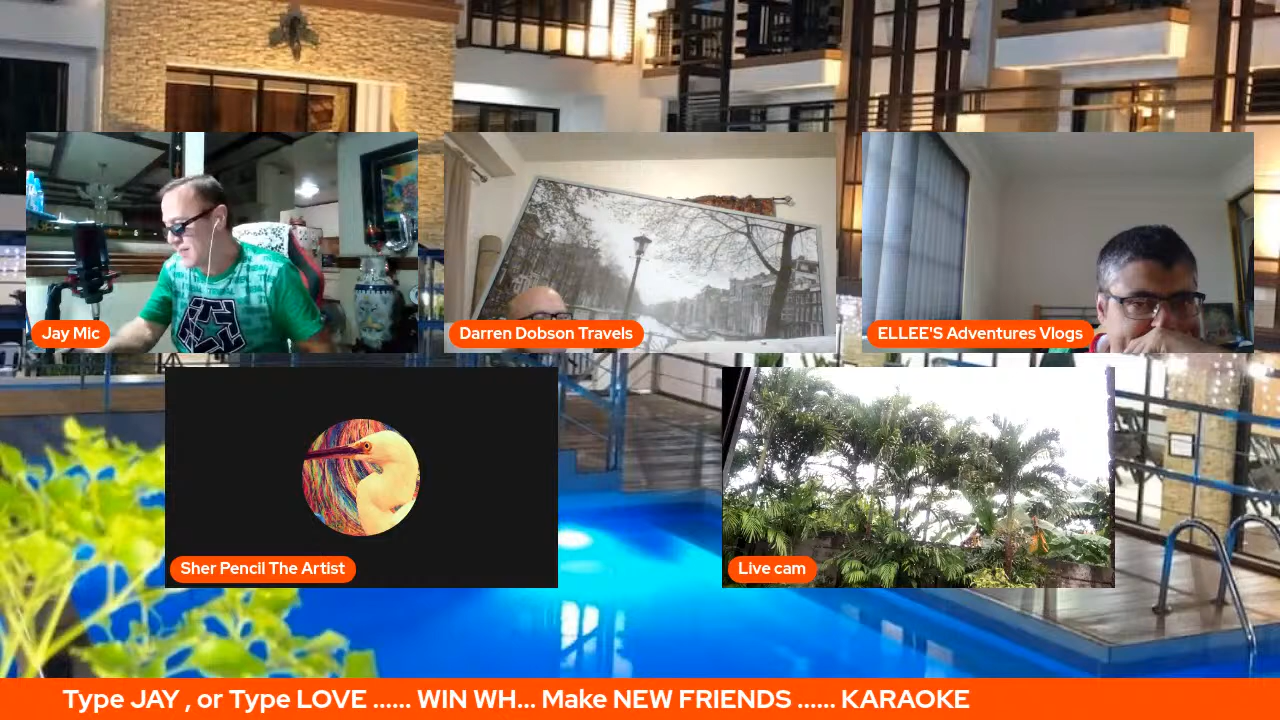 Jay Mic
Darren Dobson Travels
ELLEE'S Adventures Vlogs
Sher Pencil The Artist
Live cam
Type JAY , or Type LOVE ...... WIN WH... Make NEW FRIENDS ...... KARAOKE